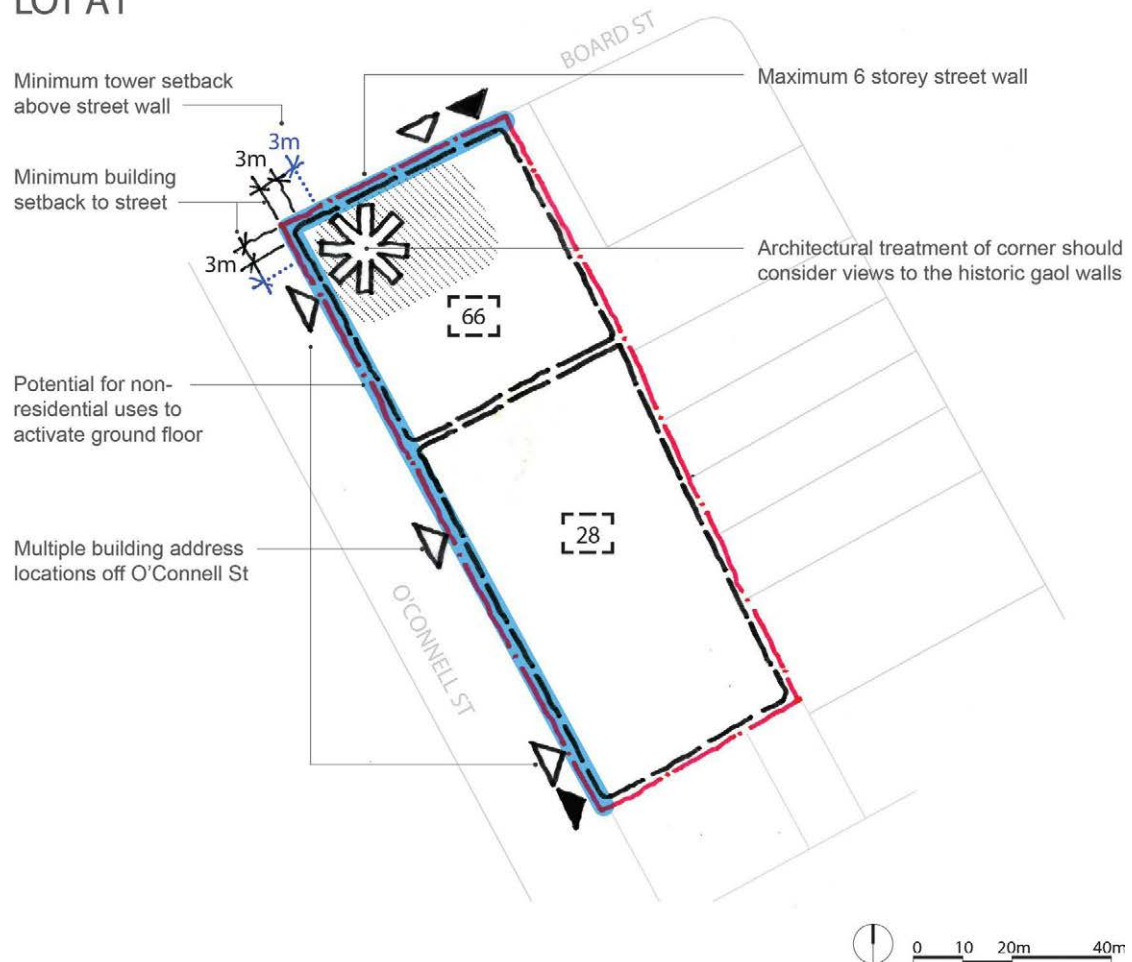 LOT A1
BOARD ST
Minimum tower setback
above street wall
Maximum 6 storey street wall
3m
3m
Minimum building
setback to street
3m
Architectural treatment of corner should
consider views to the historic gaol walls
66
Potential for non-
residential uses to
activate ground floor
28
Multiple building address
locations off O'Connell St
O'CONNELL ST
0 10 20m 40m